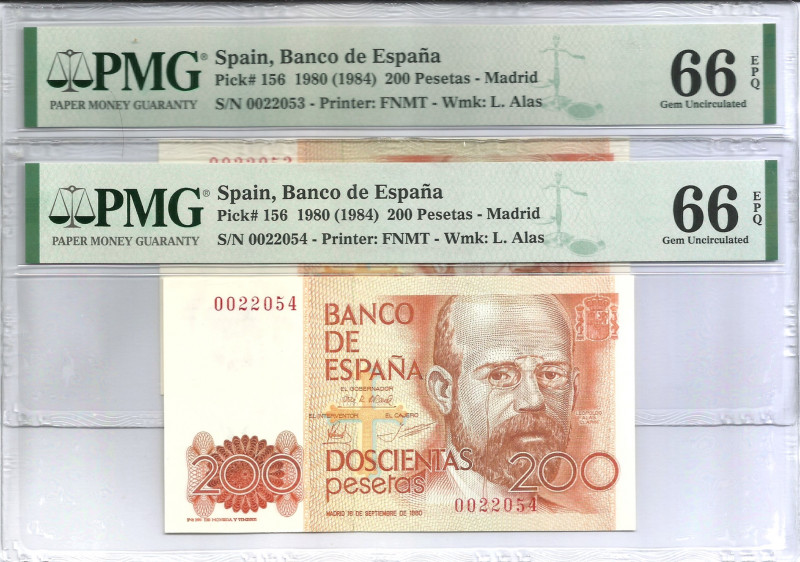 PMG®
PAPER MONEY GUARANTY
Spain, Banco de España
Pick# 156 1980 (1984) 200 Pesetas - Madrid
S/N 0022053 - Printer: FNMT - Wmk: L. Alas
66
EPQ
Gem Uncirculated
0022053
PMG®
PAPER MONEY GUARANTY
Spain, Banco de España
Pick# 156 1980 (1984) 200 Pesetas - Madrid
S/N 0022054 - Printer: FNMT - Wmk: L. Alas
66
EPQ
Gem Uncirculated
0022054
BANCO
DE
ESPAÑA
EL GOBERNADOR
EL INTERVENTOR
EL CAJERO
LEOPOLDO
ALAS
200
DOSCIENTAS
pesetas
200
0022054
MADRID 16 DE SEPTIEMBRE DE 1980